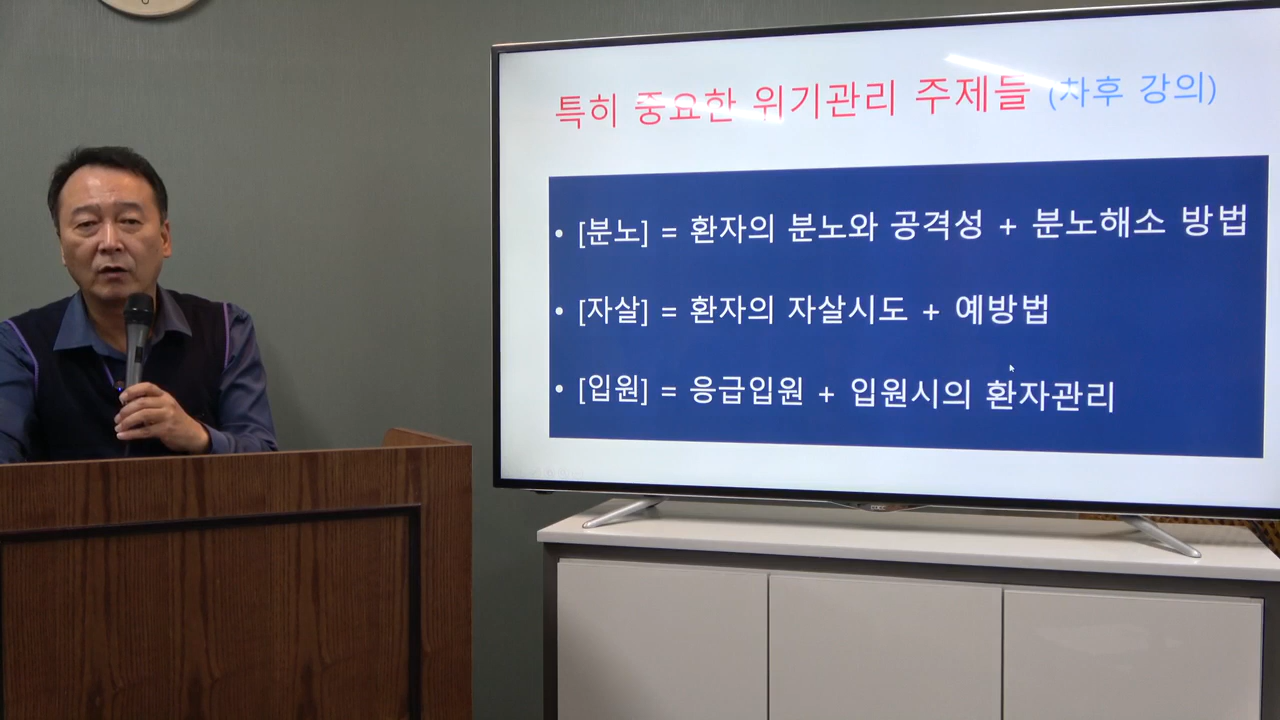 특히 중요한 위기관리 주제들 (차후 강의)
• [분노] = 환자의 분노와 공격성 + 분노해소 방법
• [자살] = 환자의 자살시도 + 예방법
• [입원] = 응급입원 + 입원시의 환자관리